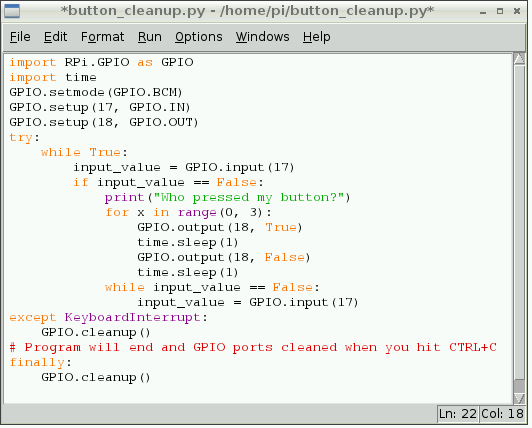 *button_cleanup.py - /home/pi/button_cleanup.py*
File Edit Format Run Options Windows Help
import RPi.GPIO as GPIO
import time
GPIO.setmode(GPIO.BCM)
GPIO.setup(17, GPIO.IN)
GPIO.setup(18, GPIO.OUT)
try:
    while True:
        input_value = GPIO.input(17)
        if input_value == False:
            print("Who pressed my button?")
            for x in range(0, 3):
                GPIO.output(18, True)
                time.sleep(1)
                GPIO.output(18, False)
                time.sleep(1)
            while input_value == False:
                input_value = GPIO.input(17)
except KeyboardInterrupt:
    GPIO.cleanup()
# Program will end and GPIO ports cleaned when you hit CTRL+C
finally:
    GPIO.cleanup()
Ln: 22 Col: 18